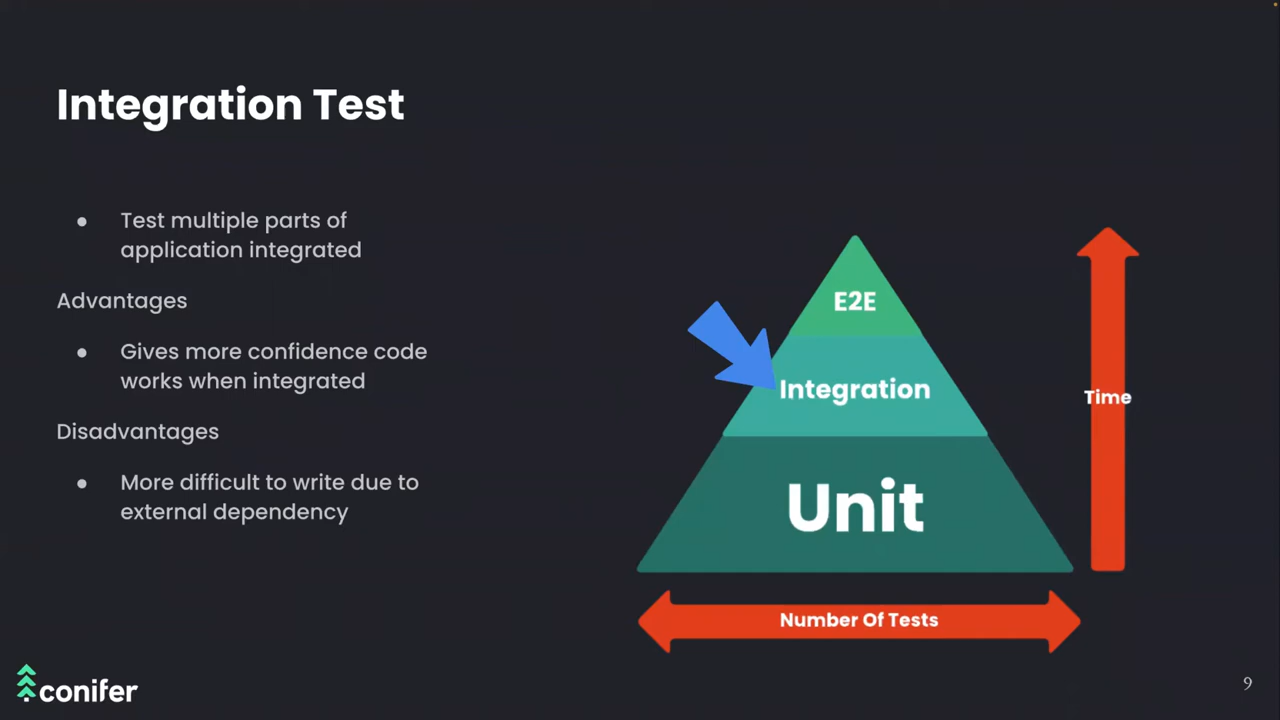 Integration Test
● Test multiple parts of
application integrated
Advantages
● Gives more confidence code
works when integrated
Disadvantages
● More difficult to write due to
external dependency
E2E
Integration
Unit
Time
Number Of Tests
conifer
9